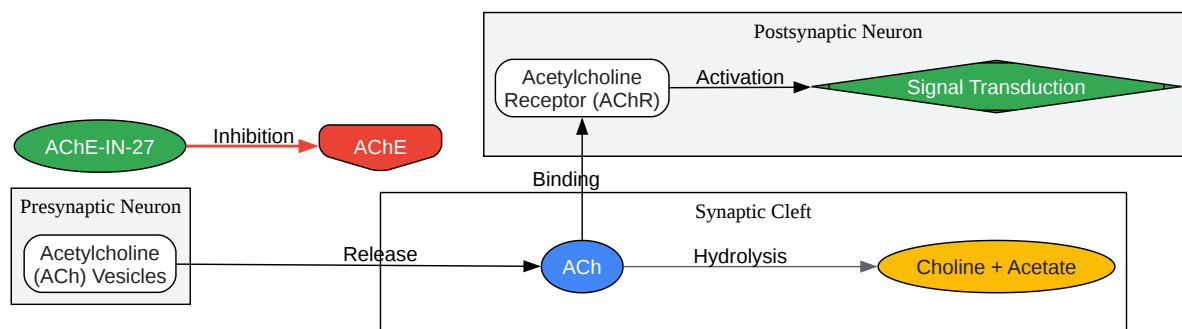 Postsynaptic Neuron
Acetylcholine
Receptor (AChR)
Activation
Signal Transduction
AChE-IN-27
Inhibition
AChE
Binding
Presynaptic Neuron
Acetylcholine
(ACh) Vesicles
Release
Synaptic Cleft
ACh
Hydrolysis
Choline + Acetate